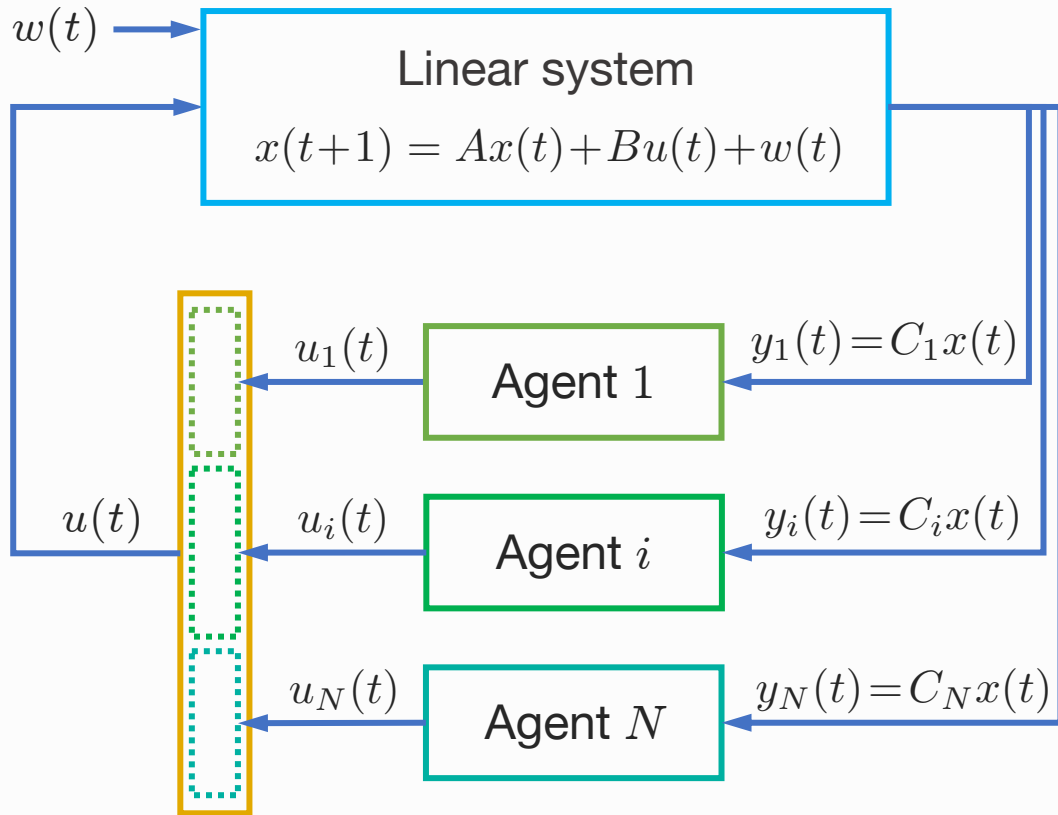 w(t)
Linear system
x(t+1) = Ax(t)+Bu(t)+w(t)
u_1(t)
Agent 1
y_1(t)=C_1x(t)
u(t)
u_i(t)
Agent i
y_i(t)=C_ix(t)
u_N(t)
Agent N
y_N(t)=C_Nx(t)